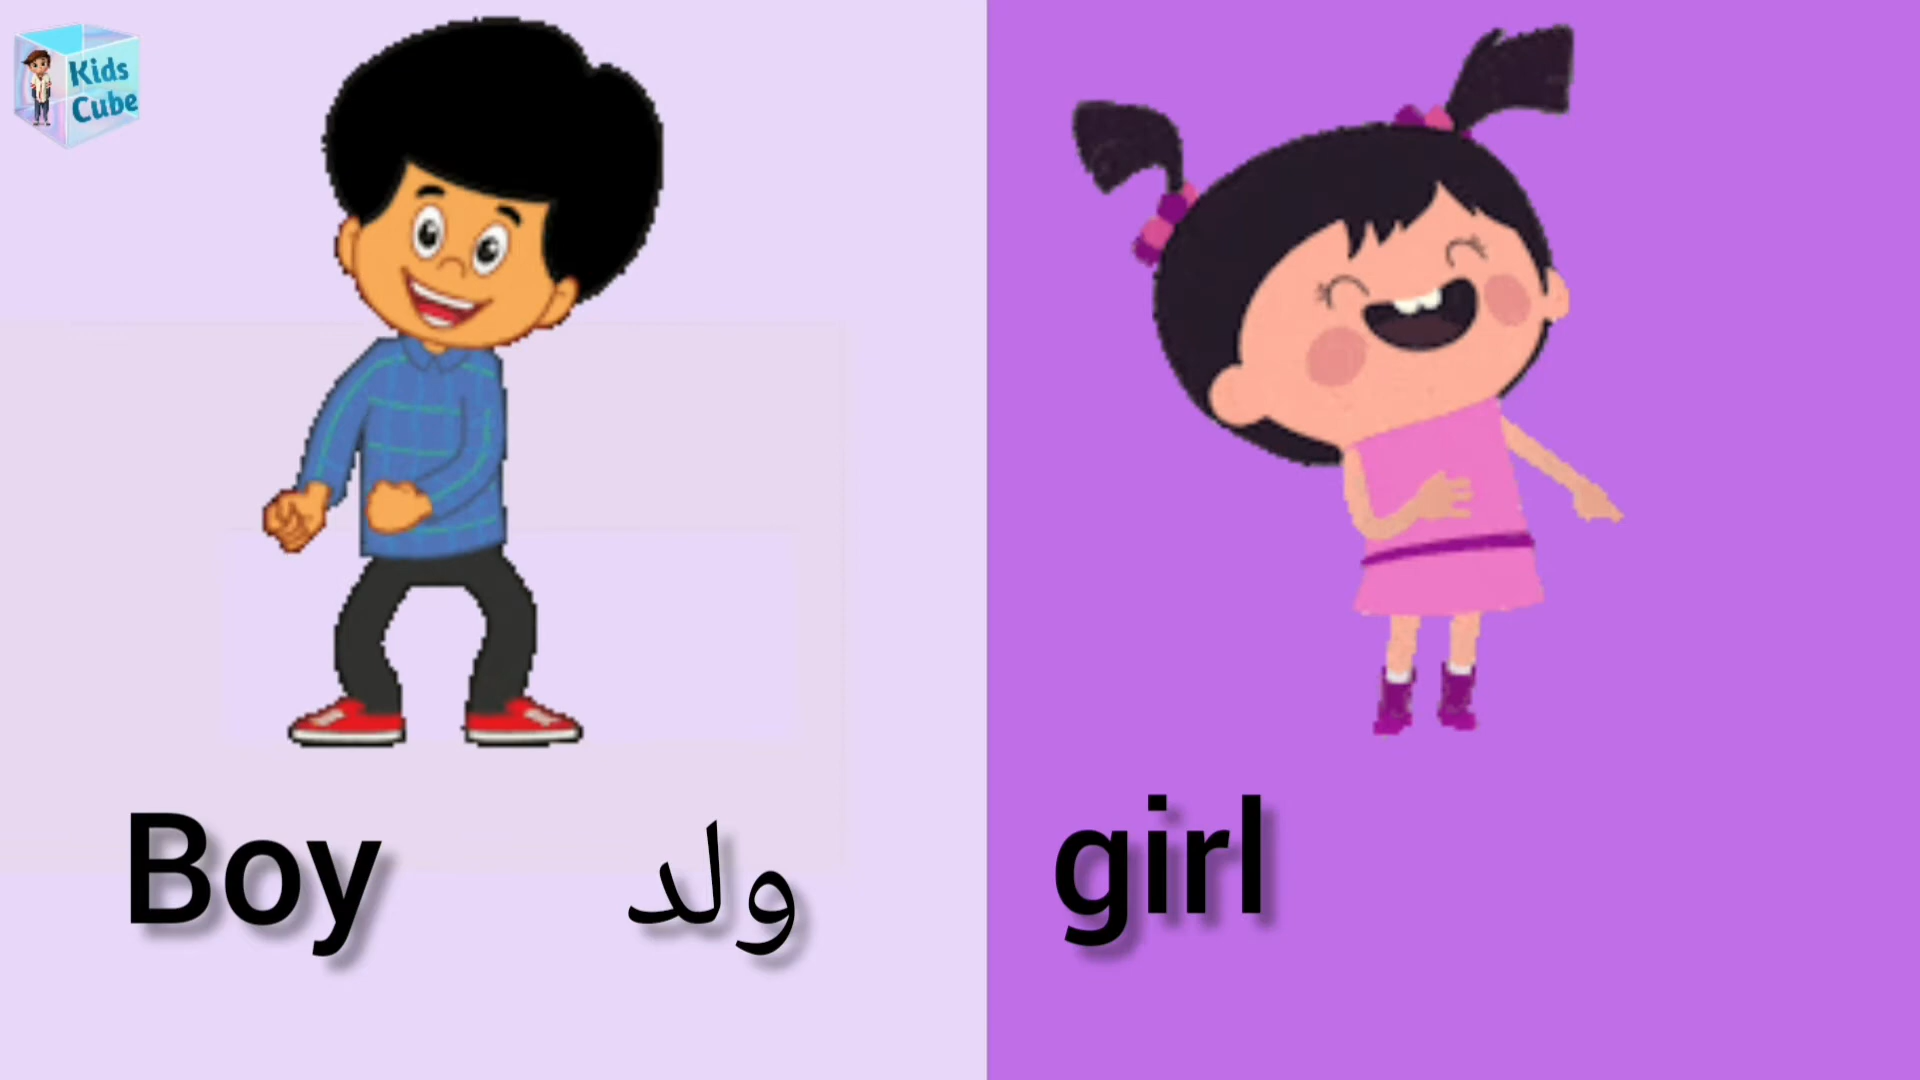 Kids
Cube
Boy ولد
girl